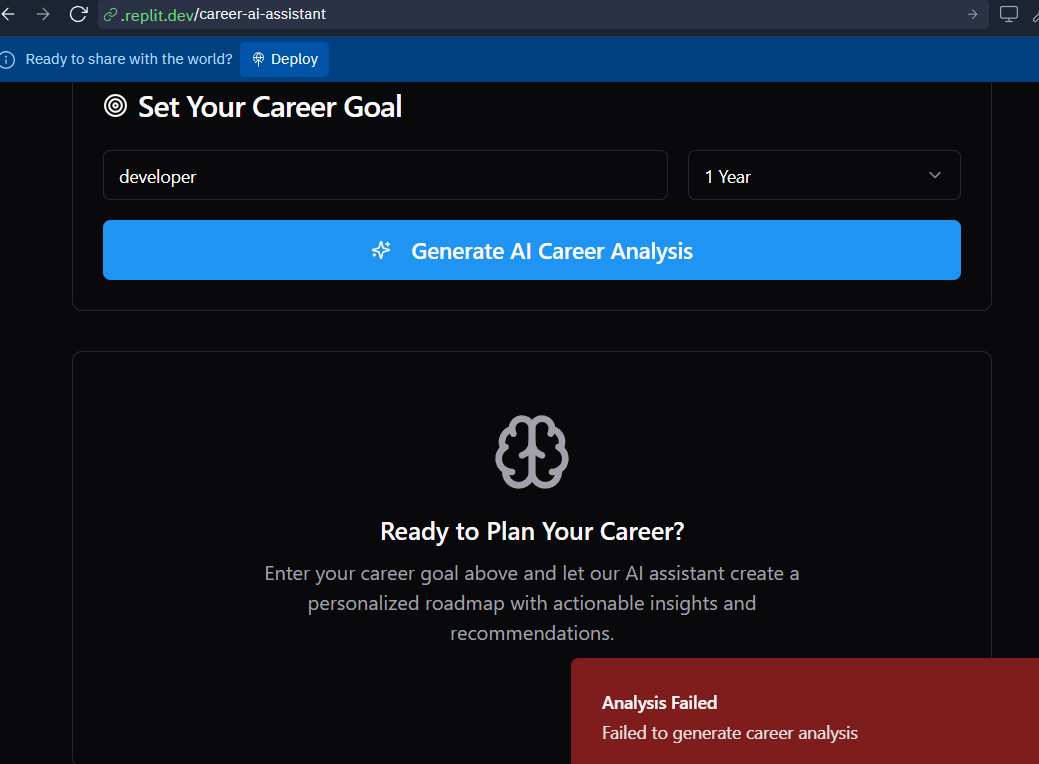 .replit.dev/career-ai-assistant
Ready to share with the world? Deploy
Set Your Career Goal
developer 1 Year
Generate AI Career Analysis
Ready to Plan Your Career?
Enter your career goal above and let our AI assistant create a
personalized roadmap with actionable insights and
recommendations.
Analysis Failed
Failed to generate career analysis